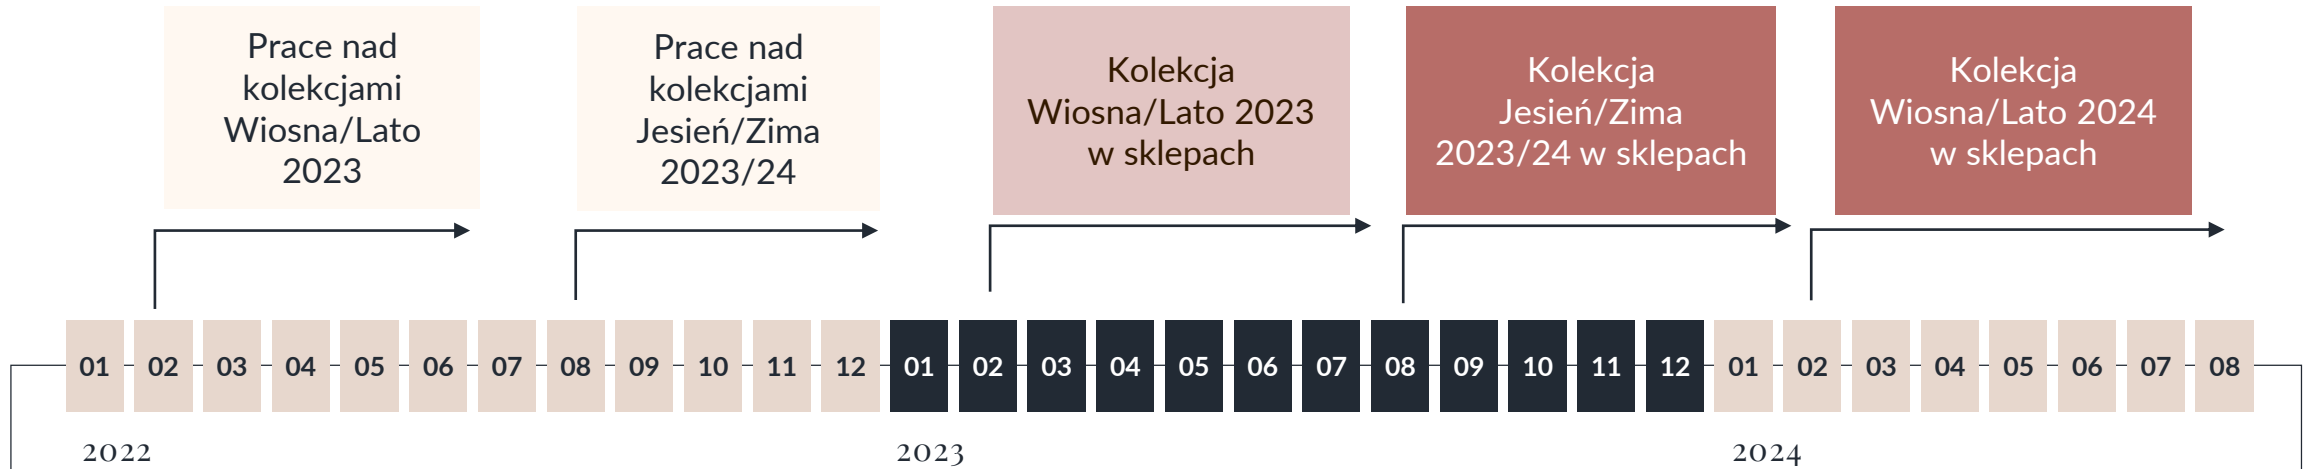 Prace nad
kolekcjami
Wiosna/Lato
2023
Prace nad
kolekcjami
Jesień/Zima
2023/24
Kolekcja
Wiosna/Lato 2023
w sklepach
Kolekcja
Jesień/Zima
2023/24 w sklepach
Kolekcja
Wiosna/Lato 2024
w sklepach
01 02 03 04 05 06 07 08 09 10 11 12 01 02 03 04 05 06 07 08 09 10 11 12 01 02 03 04 05 06 07 08
2022 2023 2024